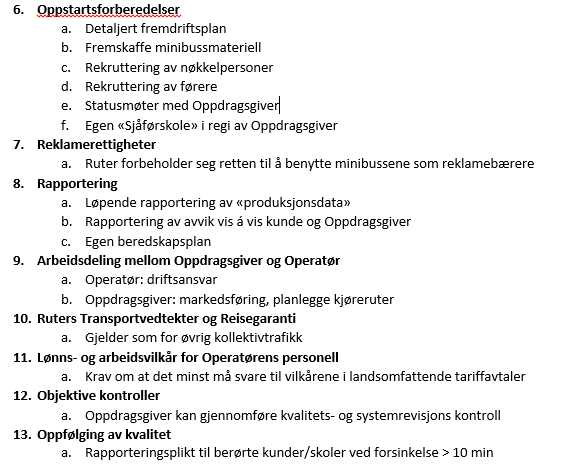 6. Oppstartsforberedelser
a. Detaljert fremdriftsplan
b. Fremskaffe minibussmateriell
c. Rekruttering av nøkkelpersoner
d. Rekruttering av førere
e. Statusmøter med Oppdragsgiver
f. Egen «Sjåførskole» i regi av Oppdragsgiver
7. Reklamerettigheter
a. Ruter forbeholder seg retten til å benytte minibussene som reklamebærere
8. Rapportering
a. Løpende rapportering av «produksjonsdata»
b. Rapportering av avvik vis á vis kunde og Oppdragsgiver
c. Egen beredskapsplan
9. Arbeidsdeling mellom Oppdragsgiver og Operatør
a. Operatør: driftsansvar
b. Oppdragsgiver: markedsføring, planlegge kjøreruter
10. Ruters Transportvedtekter og Reisegaranti
a. Gjelder som for øvrig kollektivtrafikk
11. Lønns- og arbeidsvilkår for Operatørens personell
a. Krav om at det minst må svare til vilkårene i landsomfattende tariffavtaler
12. Objektive kontroller
a. Oppdragsgiver kan gjennomføre kvalitets- og systemrevisjons kontroll
13. Oppfølging av kvalitet
a. Rapporteringsplikt til berørte kunder/skoler ved forsinkelse > 10 min